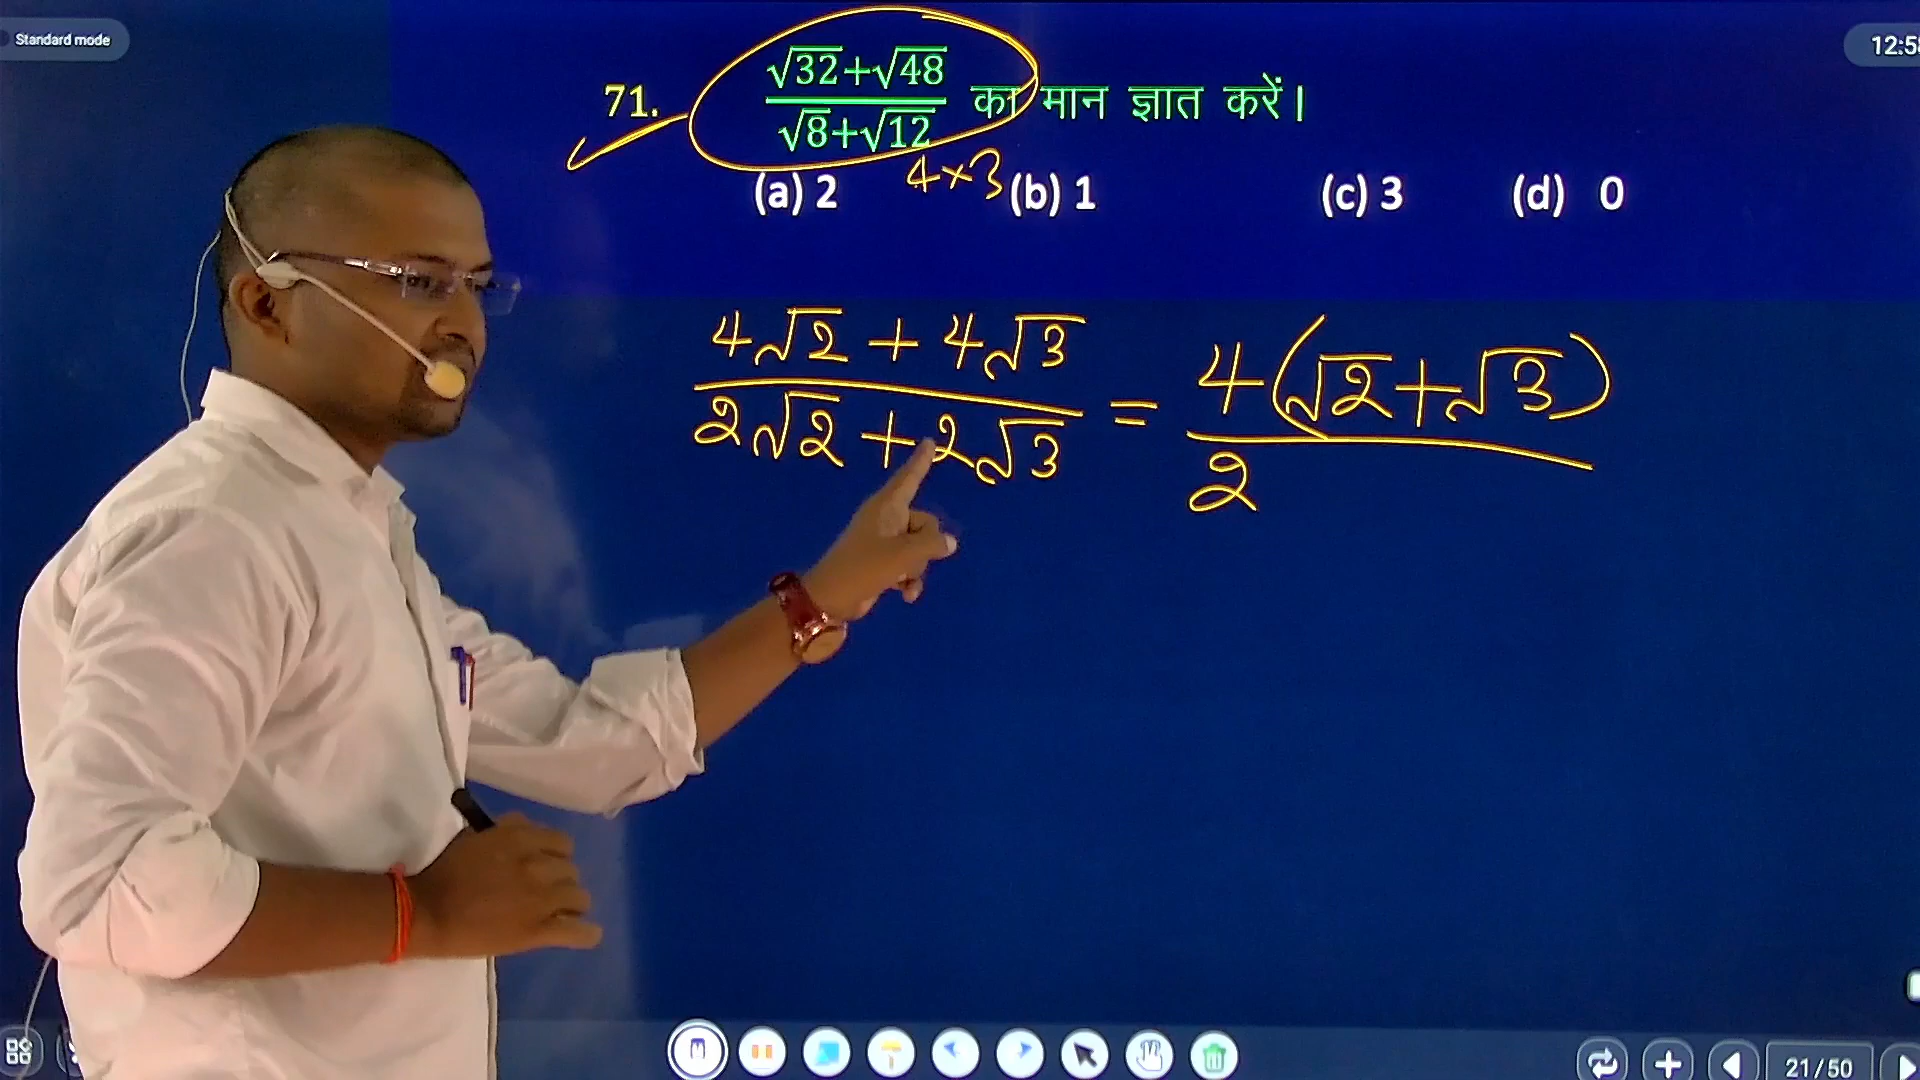 Standard mode
12:5
71. (√32+√48)/(√8+√12) का मान ज्ञात करें।
4×3
(a) 2 (b) 1 (c) 3 (d) 0
(4√2 + 4√3)/(2√2 + 2√3) = 4(√2+√3)/2
21/50